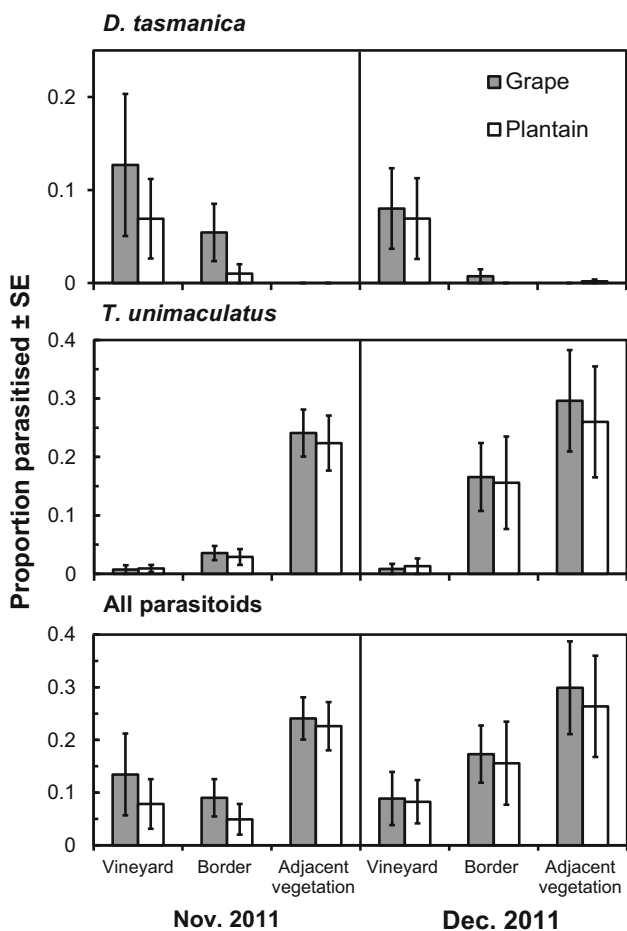 D. tasmanica
Grape
Plantain
0.2
0.1
0
T. unimaculatus
0.4
0.3
0.2
0.1
0
All parasitoids
0.4
0.3
0.2
0.1
0
Proportion parasitised ± SE
Vineyard Border Adjacent vegetation Vineyard Border Adjacent vegetation
Nov. 2011 Dec. 2011